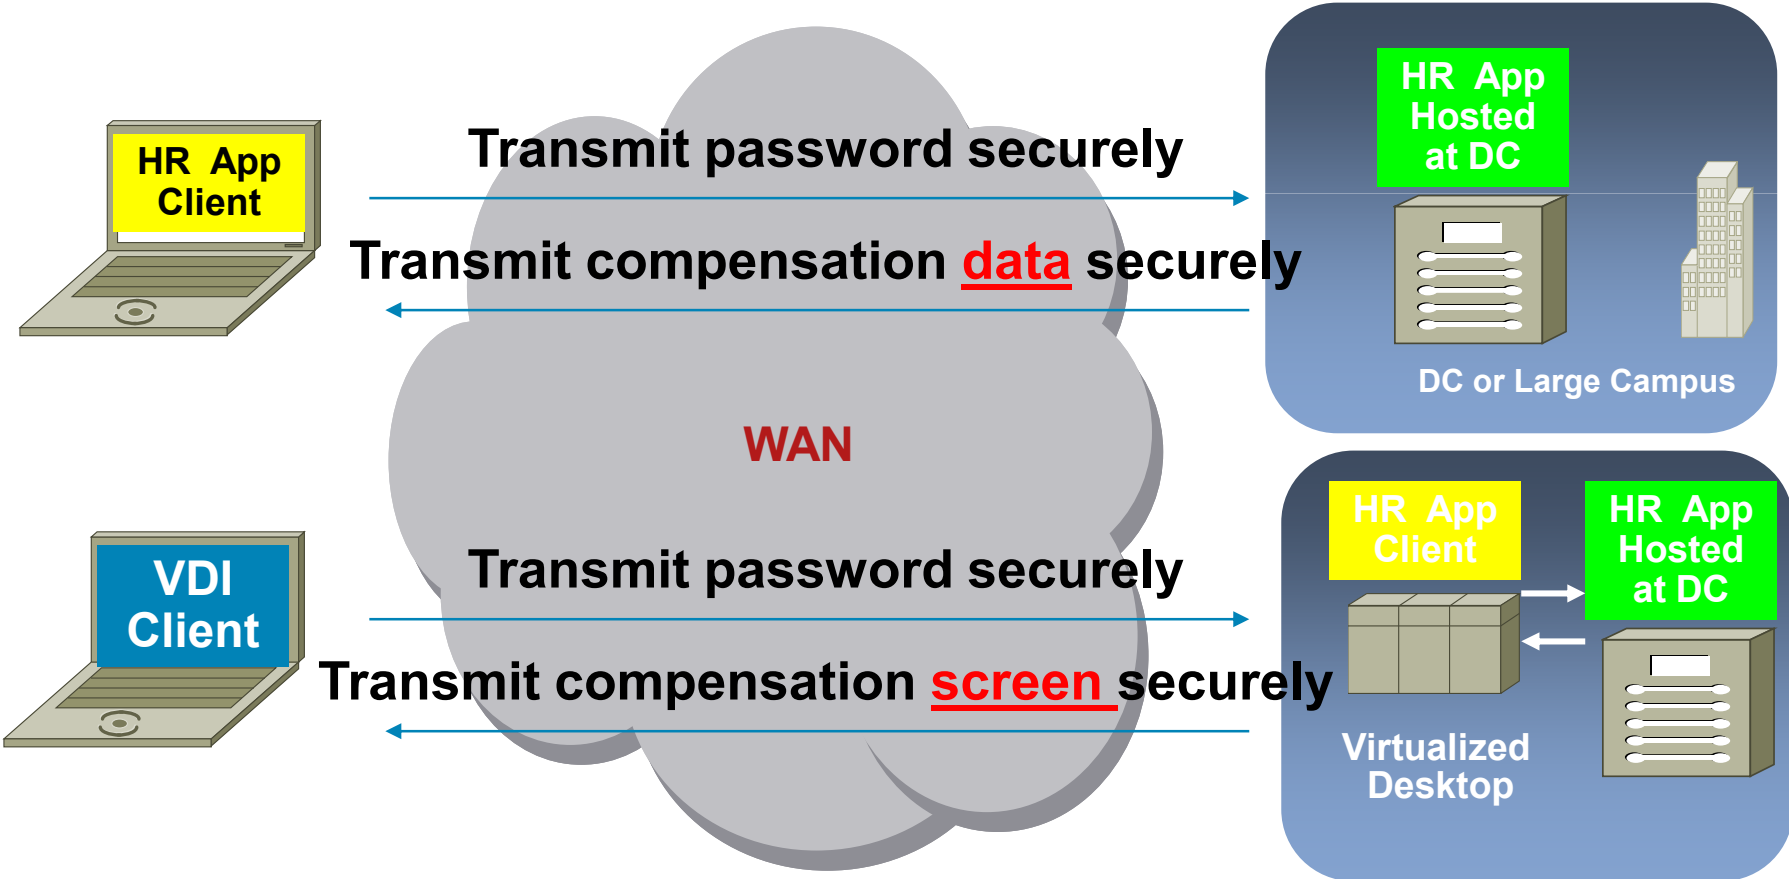 HR App
Client
Transmit password securely
Transmit compensation data securely
HR App
Hosted
at DC
DC or Large Campus
WAN
VDI
Client
Transmit password securely
Transmit compensation screen securely
HR App
Client
HR App
Hosted
at DC
Virtualized
Desktop